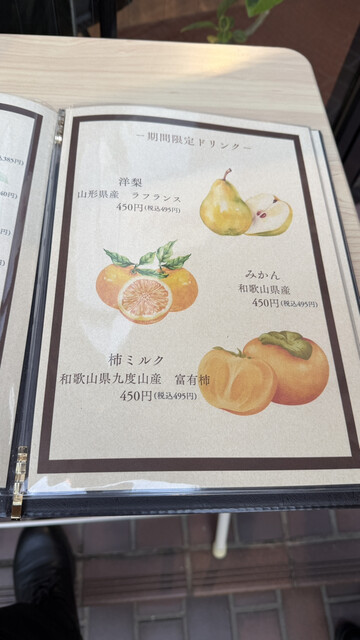 ─期間限定ドリンク─
洋梨
山形県産 ラフランス
450円(税込495円)
みかん
和歌山県産
450円(税込495円)
柿ミルク
和歌山県九度山産 富有柿
450円(税込495円)